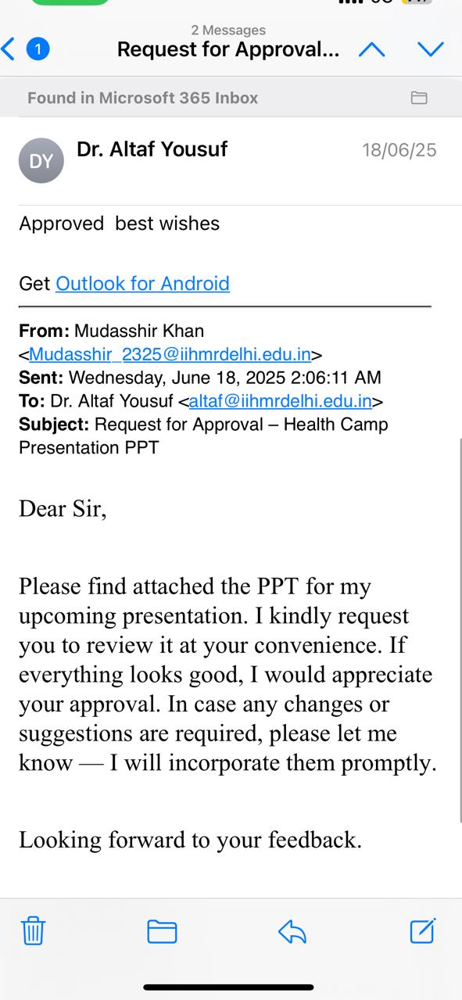 2 Messages
1
Request for Approval...
Found in Microsoft 365 Inbox
DY
Dr. Altaf Yousuf
18/06/25
Approved  best wishes
Get Outlook for Android
From: Mudasshir Khan
<Mudasshir_2325@iihmrdelhi.edu.in>
Sent: Wednesday, June 18, 2025 2:06:11 AM
To: Dr. Altaf Yousuf <altaf@iihmrdelhi.edu.in>
Subject: Request for Approval – Health Camp
Presentation PPT
Dear Sir,
Please find attached the PPT for my
upcoming presentation. I kindly request
you to review it at your convenience. If
everything looks good, I would appreciate
your approval. In case any changes or
suggestions are required, please let me
know — I will incorporate them promptly.
Looking forward to your feedback.